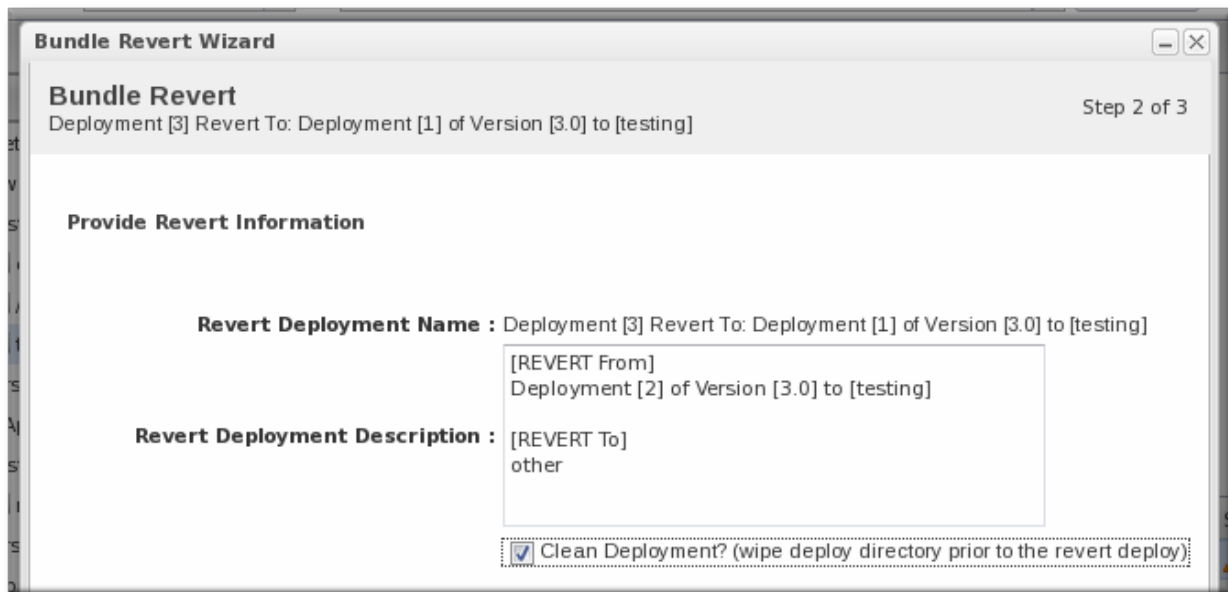 Bundle Revert Wizard
Bundle Revert
Deployment [3] Revert To: Deployment [1] of Version [3.0] to [testing]
Step 2 of 3
Provide Revert Information
Revert Deployment Name : Deployment [3] Revert To: Deployment [1] of Version [3.0] to [testing]
Revert Deployment Description :
[REVERT From]
Deployment [2] of Version [3.0] to [testing]
[REVERT To]
other
Clean Deployment? (wipe deploy directory prior to the revert deploy)